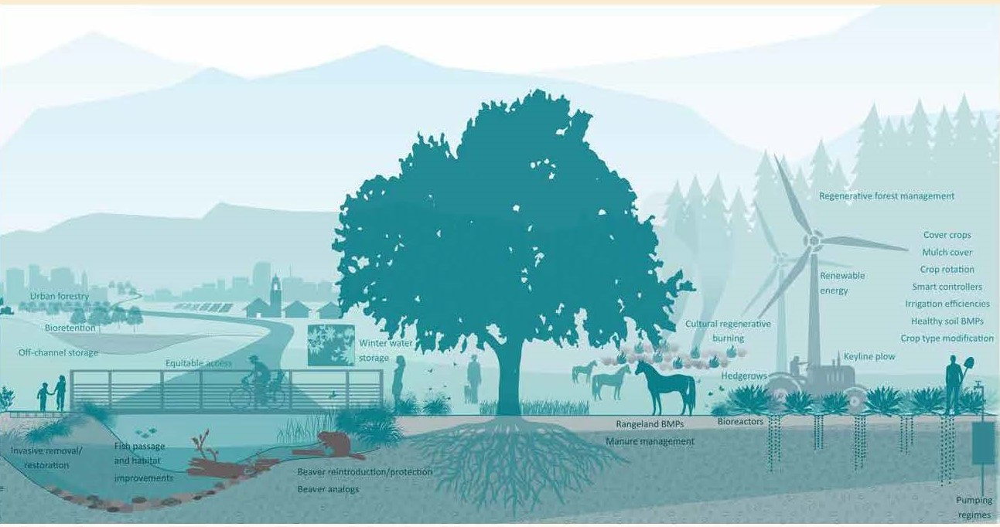 Regenerative forest management
Cover crops
Mulch cover
Crop rotation
Smart controllers
Irrigation efficiencies
Healthy soil BMPs
Crop type modification
Renewable
energy
Urban forestry
Bioretention
Off-channel storage
Equitable access
Winter water
storage
Cultural regenerative
burning
Keyline plow
Hedgerows
Bioreactors
Rangeland BMPs
Manure management
Invasive removal/
restoration
Fish passage
and habitat
improvements
Beaver reintroduction/protection
Beaver analogs
e
Pumping
regimes